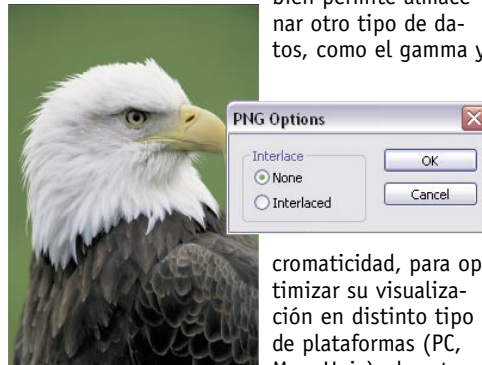 bien permite almace
nar otro tipo de da-
tos, como el gamma y
PNG Options
Interlace
None
Interlaced
OK
Cancel
cromaticidad, para op
timizar su visualiza-
ción en distinto tipo
de plataformas (PC,